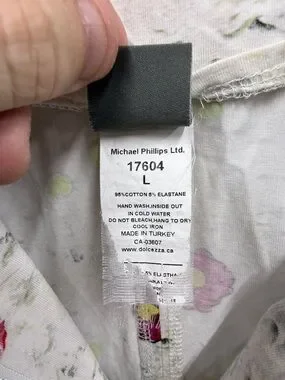 Michael Phillips Ltd.
17604
L
95%COTTON 5% ELASTANE
HAND WASH,INSIDE OUT
IN COLD WATER
DO NOT BLEACH,HANG TO DRY
COOL IRON
MADE IN TURKEY
CA-03607
www.dolcezza.ca